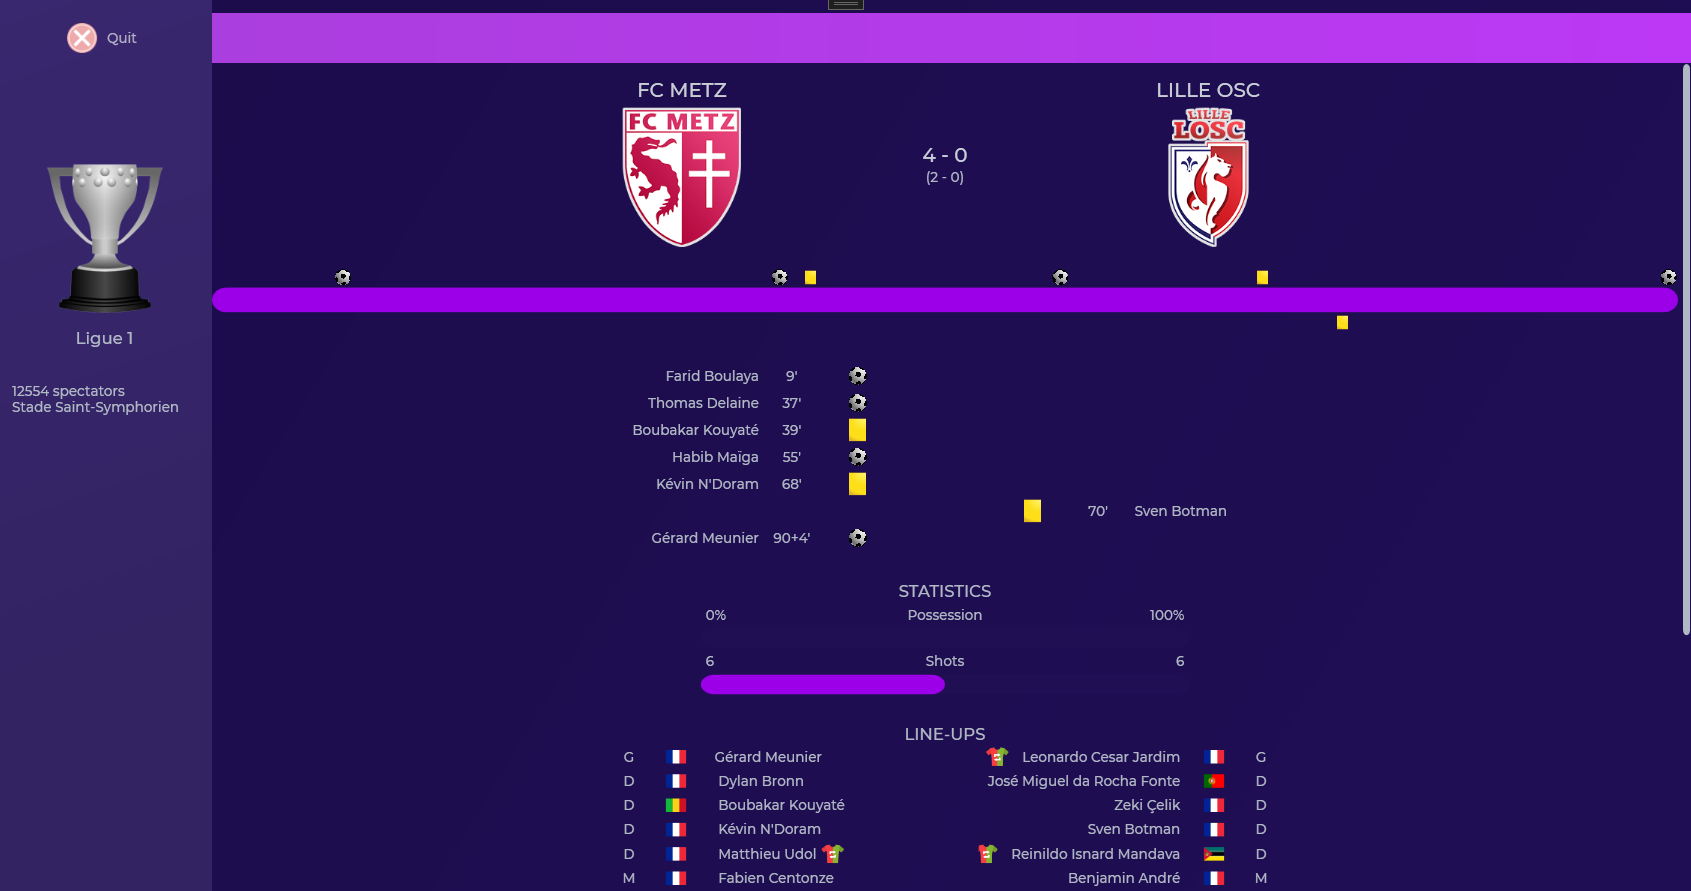 Quit
FC METZ
LILLE OSC
FC METZ
LILLE
LOSC
4 - 0
(2 - 0)
Ligue 1
12554 spectators
Stade Saint-Symphorien
Farid Boulaya 9'
Thomas Delaine 37'
Boubakar Kouyaté 39'
Habib Maïga 55'
Kévin N'Doram 68'
70' Sven Botman
Gérard Meunier 90+4'
STATISTICS
0% Possession 100%
6 Shots 6
LINE-UPS
G Gérard Meunier Leonardo Cesar Jardim G
D Dylan Bronn José Miguel da Rocha Fonte D
D Boubakar Kouyaté Zeki Çelik D
D Kévin N'Doram Sven Botman D
D Matthieu Udol Reinildo Isnard Mandava D
M Fabien Centonze Benjamin André M